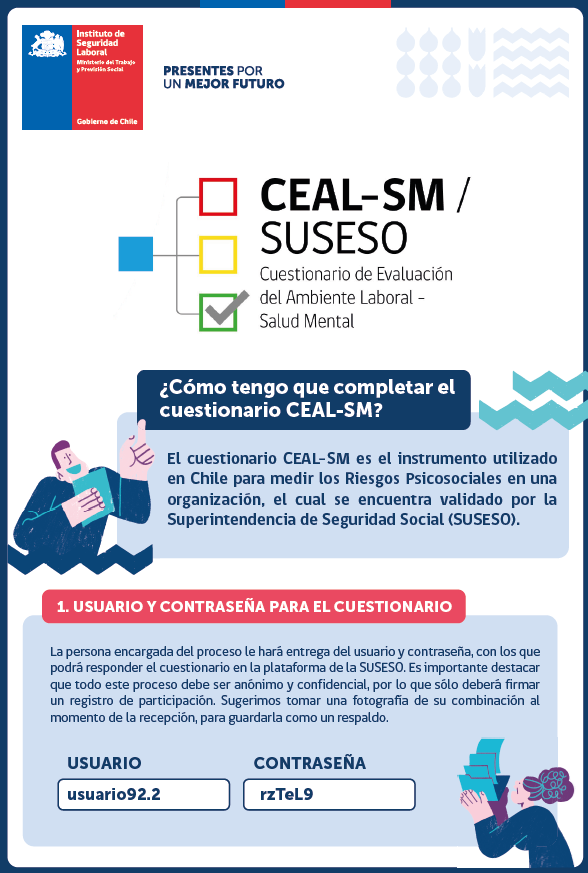 Instituto de
Seguridad
Laboral
Ministerio del Trabajo
y Previsión Social
Gobierno de Chile
PRESENTES POR
UN MEJOR FUTURO
CEAL-SM /
SUSESO
Cuestionario de Evaluación
del Ambiente Laboral -
Salud Mental
¿Cómo tengo que completar el
cuestionario CEAL-SM?
El cuestionario CEAL-SM es el instrumento utilizado
en Chile para medir los Riesgos Psicosociales en una
organización, el cual se encuentra validado por la
Superintendencia de Seguridad Social (SUSESO).
1. USUARIO Y CONTRASEÑA PARA EL CUESTIONARIO
La persona encargada del proceso le hará entrega del usuario y contraseña, con los que
podrá responder el cuestionario en la plataforma de la SUSESO. Es importante destacar
que todo este proceso debe ser anónimo y confidencial, por lo que sólo deberá firmar
un registro de participación. Sugerimos tomar una fotografía de su combinación al
momento de la recepción, para guardarla como un respaldo.
USUARIO
CONTRASEÑA
usuario92.2
rzTeL9